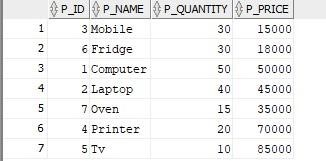 P_ID P_NAME P_QUANTITY P_PRICE
1 3 Mobile 30 15000
2 6 Fridge 30 18000
3 1 Computer 50 50000
4 2 Laptop 40 45000
5 7 Oven 15 35000
6 4 Printer 20 70000
7 5 Tv 10 85000